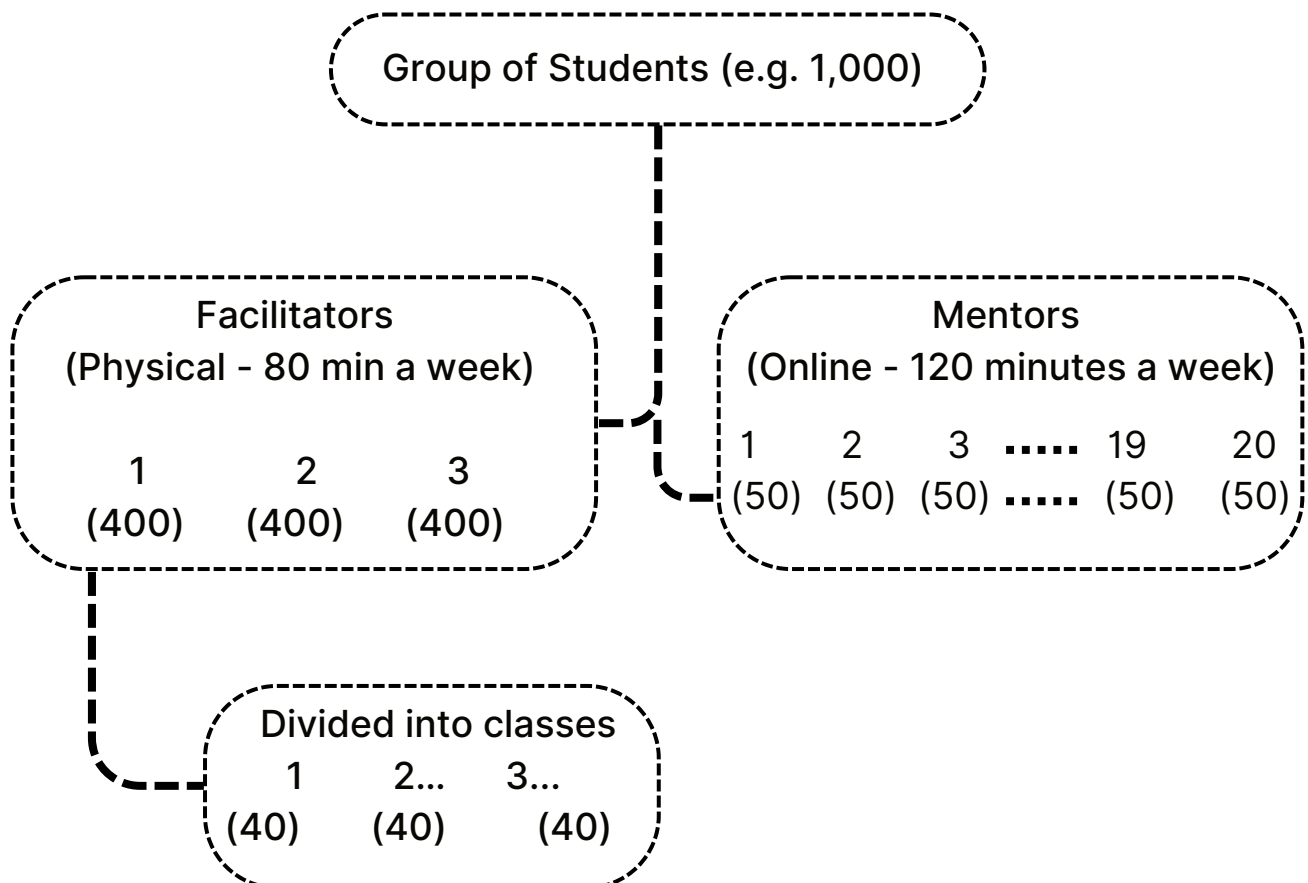 Group of Students (e.g. 1,000)
Facilitators
(Physical - 80 min a week)
1 2 3
(400) (400) (400)
Mentors
(Online - 120 minutes a week)
1 2 3 ..... 19 20
(50) (50) (50) ..... (50) (50)
Divided into classes
1 2... 3...
(40) (40) (40)